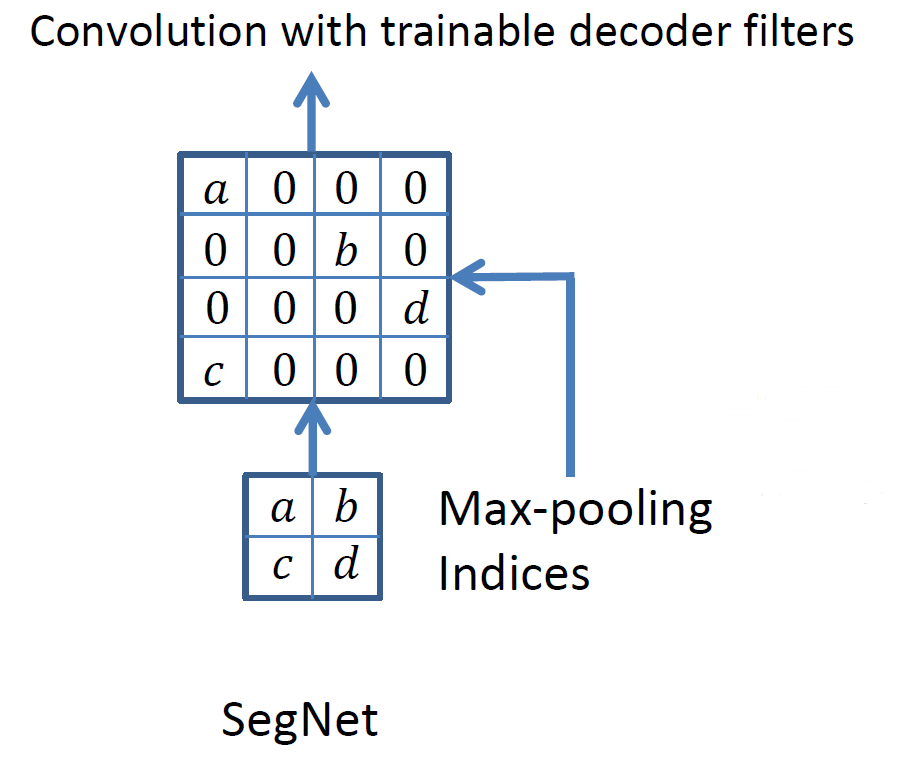 Convolution with trainable decoder filters
a 0 0 0
0 0 b 0
0 0 0 d
c 0 0 0
a b
c d
Max-pooling
Indices
SegNet